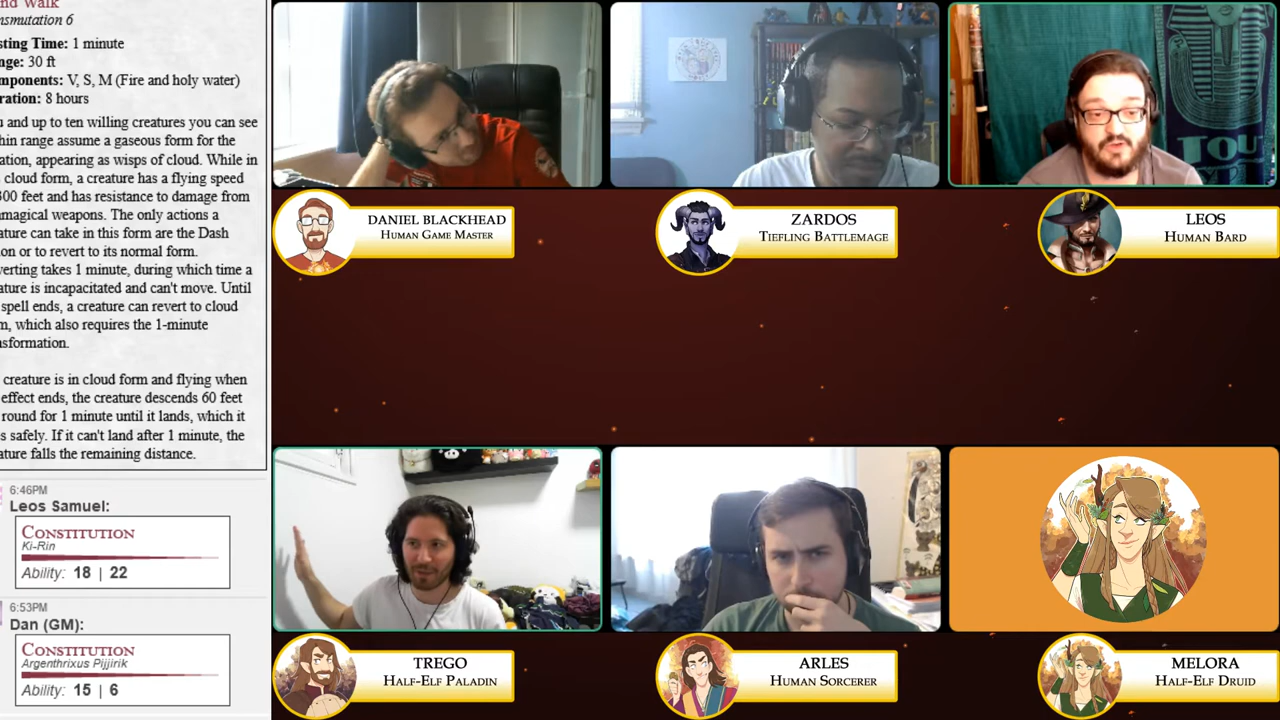 nd Walk
nsmutation 6
sting Time: 1 minute
nge: 30 ft
mponents: V, S, M (Fire and holy water)
ration: 8 hours
u and up to ten willing creatures you can see
thin range assume a gaseous form for the
ation, appearing as wisps of cloud. While in
s cloud form, a creature has a flying speed
300 feet and has resistance to damage from
nmagical weapons. The only actions a
ature can take in this form are the Dash
ion or to revert to its normal form.
verting takes 1 minute, during which time a
ature is incapacitated and can't move. Until
spell ends, a creature can revert to cloud
m, which also requires the 1-minute
nsformation.
creature is in cloud form and flying when
effect ends, the creature descends 60 feet
round for 1 minute until it lands, which it
s safely. If it can't land after 1 minute, the
ature falls the remaining distance.
6:46PM
Leos Samuel:
CONSTITUTION
Ki-Rin
Ability: 18 | 22
6:53PM
Dan (GM):
CONSTITUTION
Argenthrixus Pijjirik
Ability: 15 | 6
DANIEL BLACKHEAD
HUMAN GAME MASTER
ZARDOS
TIEFLING BATTLEMAGE
LEOS
HUMAN BARD
TREGO
HALF-ELF PALADIN
ARLES
HUMAN SORCERER
MELORA
HALF-ELF DRUID